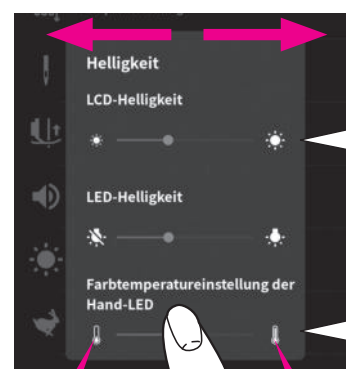 Helligkeit
LCD-Helligkeit
LED-Helligkeit
Farbtemperatureinstellung der
Hand-LED